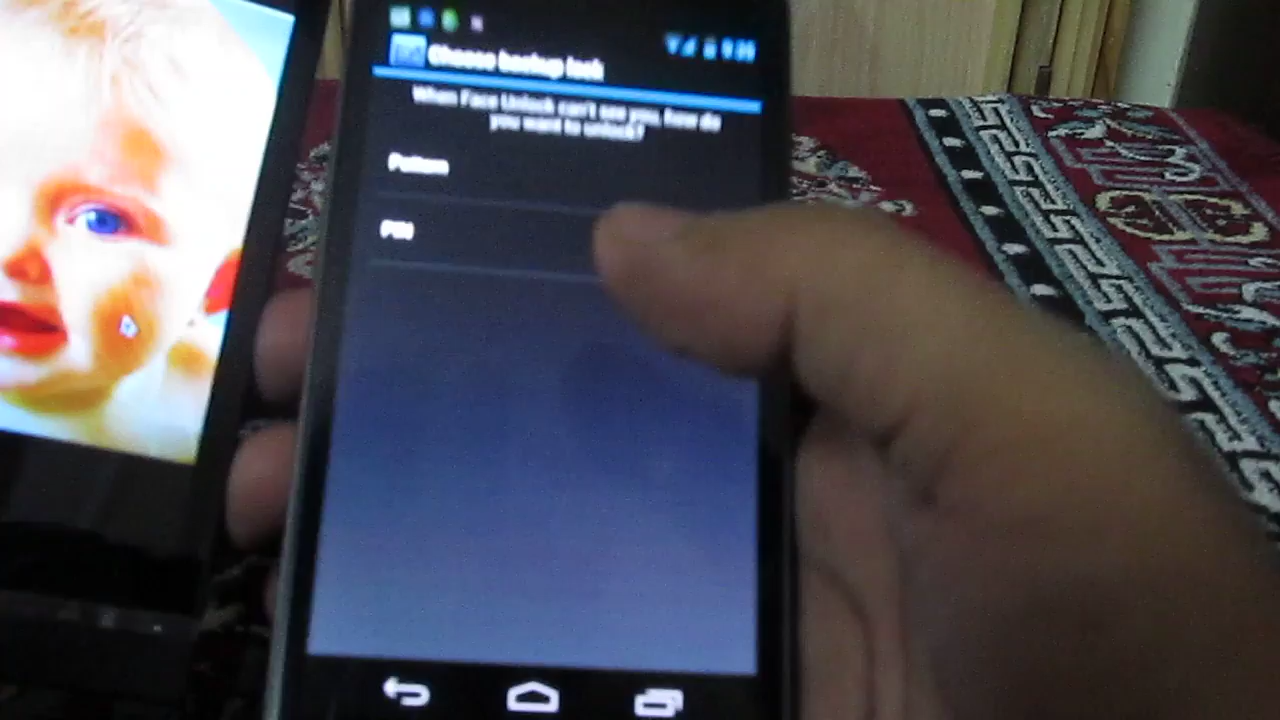 Choose backup lock
When Face Unlock can't see you, how do
you want to unlock?
Pattern
PIN